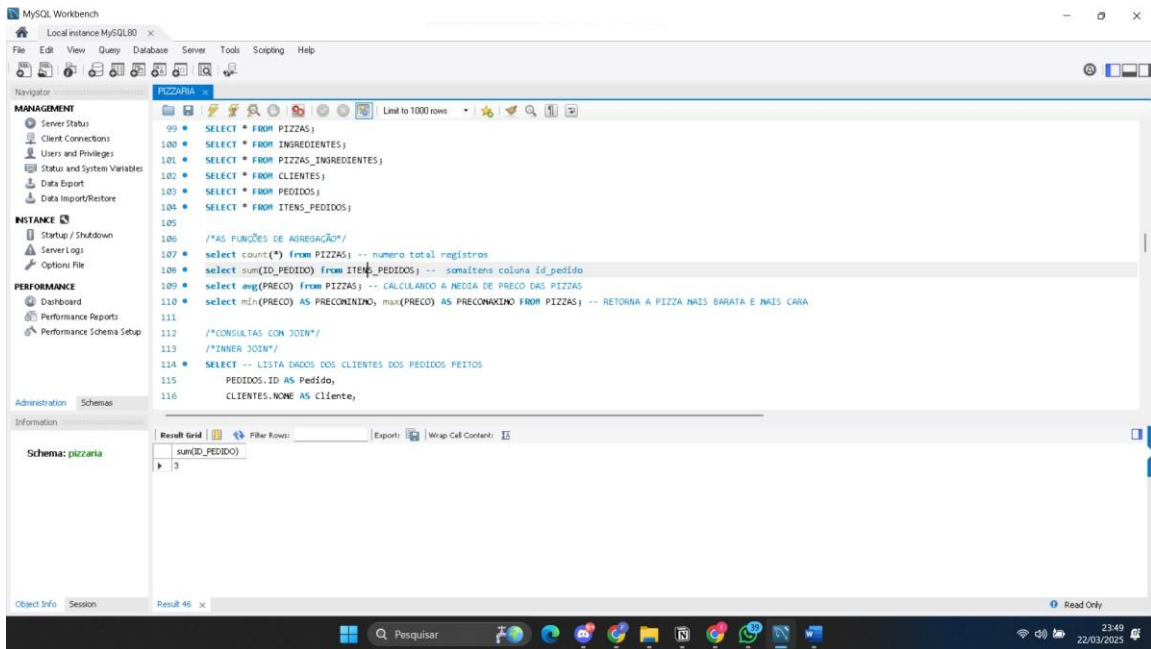 MySQL Workbench
Local instance MySQL80 ×
File Edit View Query Database Server Tools Scripting Help
Navigator
PIZZARIA ×
MANAGEMENT
Server Status
Client Connections
Users and Privileges
Status and System Variables
Data Export
Data Import/Restore
INSTANCE
Startup / Shutdown
Server Logs
Options File
PERFORMANCE
Dashboard
Performance Reports
Performance Schema Setup
Administration Schemas
Information
Schema: pizzaria
Object Info Session
Limit to 1000 rows
99 SELECT * FROM PIZZAS;
100 SELECT * FROM INGREDIENTES;
101 SELECT * FROM PIZZAS_INGREDIENTES;
102 SELECT * FROM CLIENTES;
103 SELECT * FROM PEDIDOS;
104 SELECT * FROM ITENS_PEDIDOS;
105
106 /*AS FUNÇÕES DE AGREGAÇÃO*/
107 select count(*) from PIZZAS; -- numero total registros
108 select sum(ID_PEDIDO) from ITENS_PEDIDOS; -- somaitens coluna id_pedido
109 select avg(PRECO) from PIZZAS; -- CALCULANDO A MEDIA DE PRECO DAS PIZZAS
110 select min(PRECO) AS PRECOMINIMO, max(PRECO) AS PRECOMAXIMO FROM PIZZAS; -- RETORNA A PIZZA MAIS BARATA E MAIS CARA
111
112 /*CONSULTAS COM JOIN*/
113 /*INNER JOIN*/
114 SELECT -- LISTA DADOS DOS CLIENTES DOS PEDIDOS FEITOS
115 PEDIDOS.ID AS Pedido,
116 CLIENTES.NOME AS Cliente,
Result Grid Filter Rows: Export: Wrap Cell Content:
sum(ID_PEDIDO)
3
Result 46 ×
Read Only
Pesquisar
39
23:49
22/03/2025